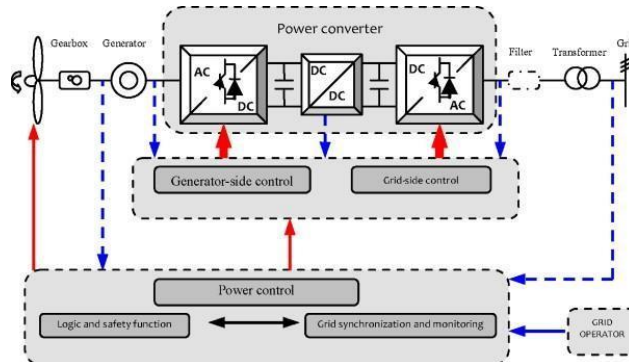 Power converter
Gearbox
Generator
Filter
Transformer
AC
DC
DC
DC
DC
AC
Generator-side control
Grid-side control
Power control
Logic and safety function
Grid synchronization and monitoring
GRID
OPERATOR